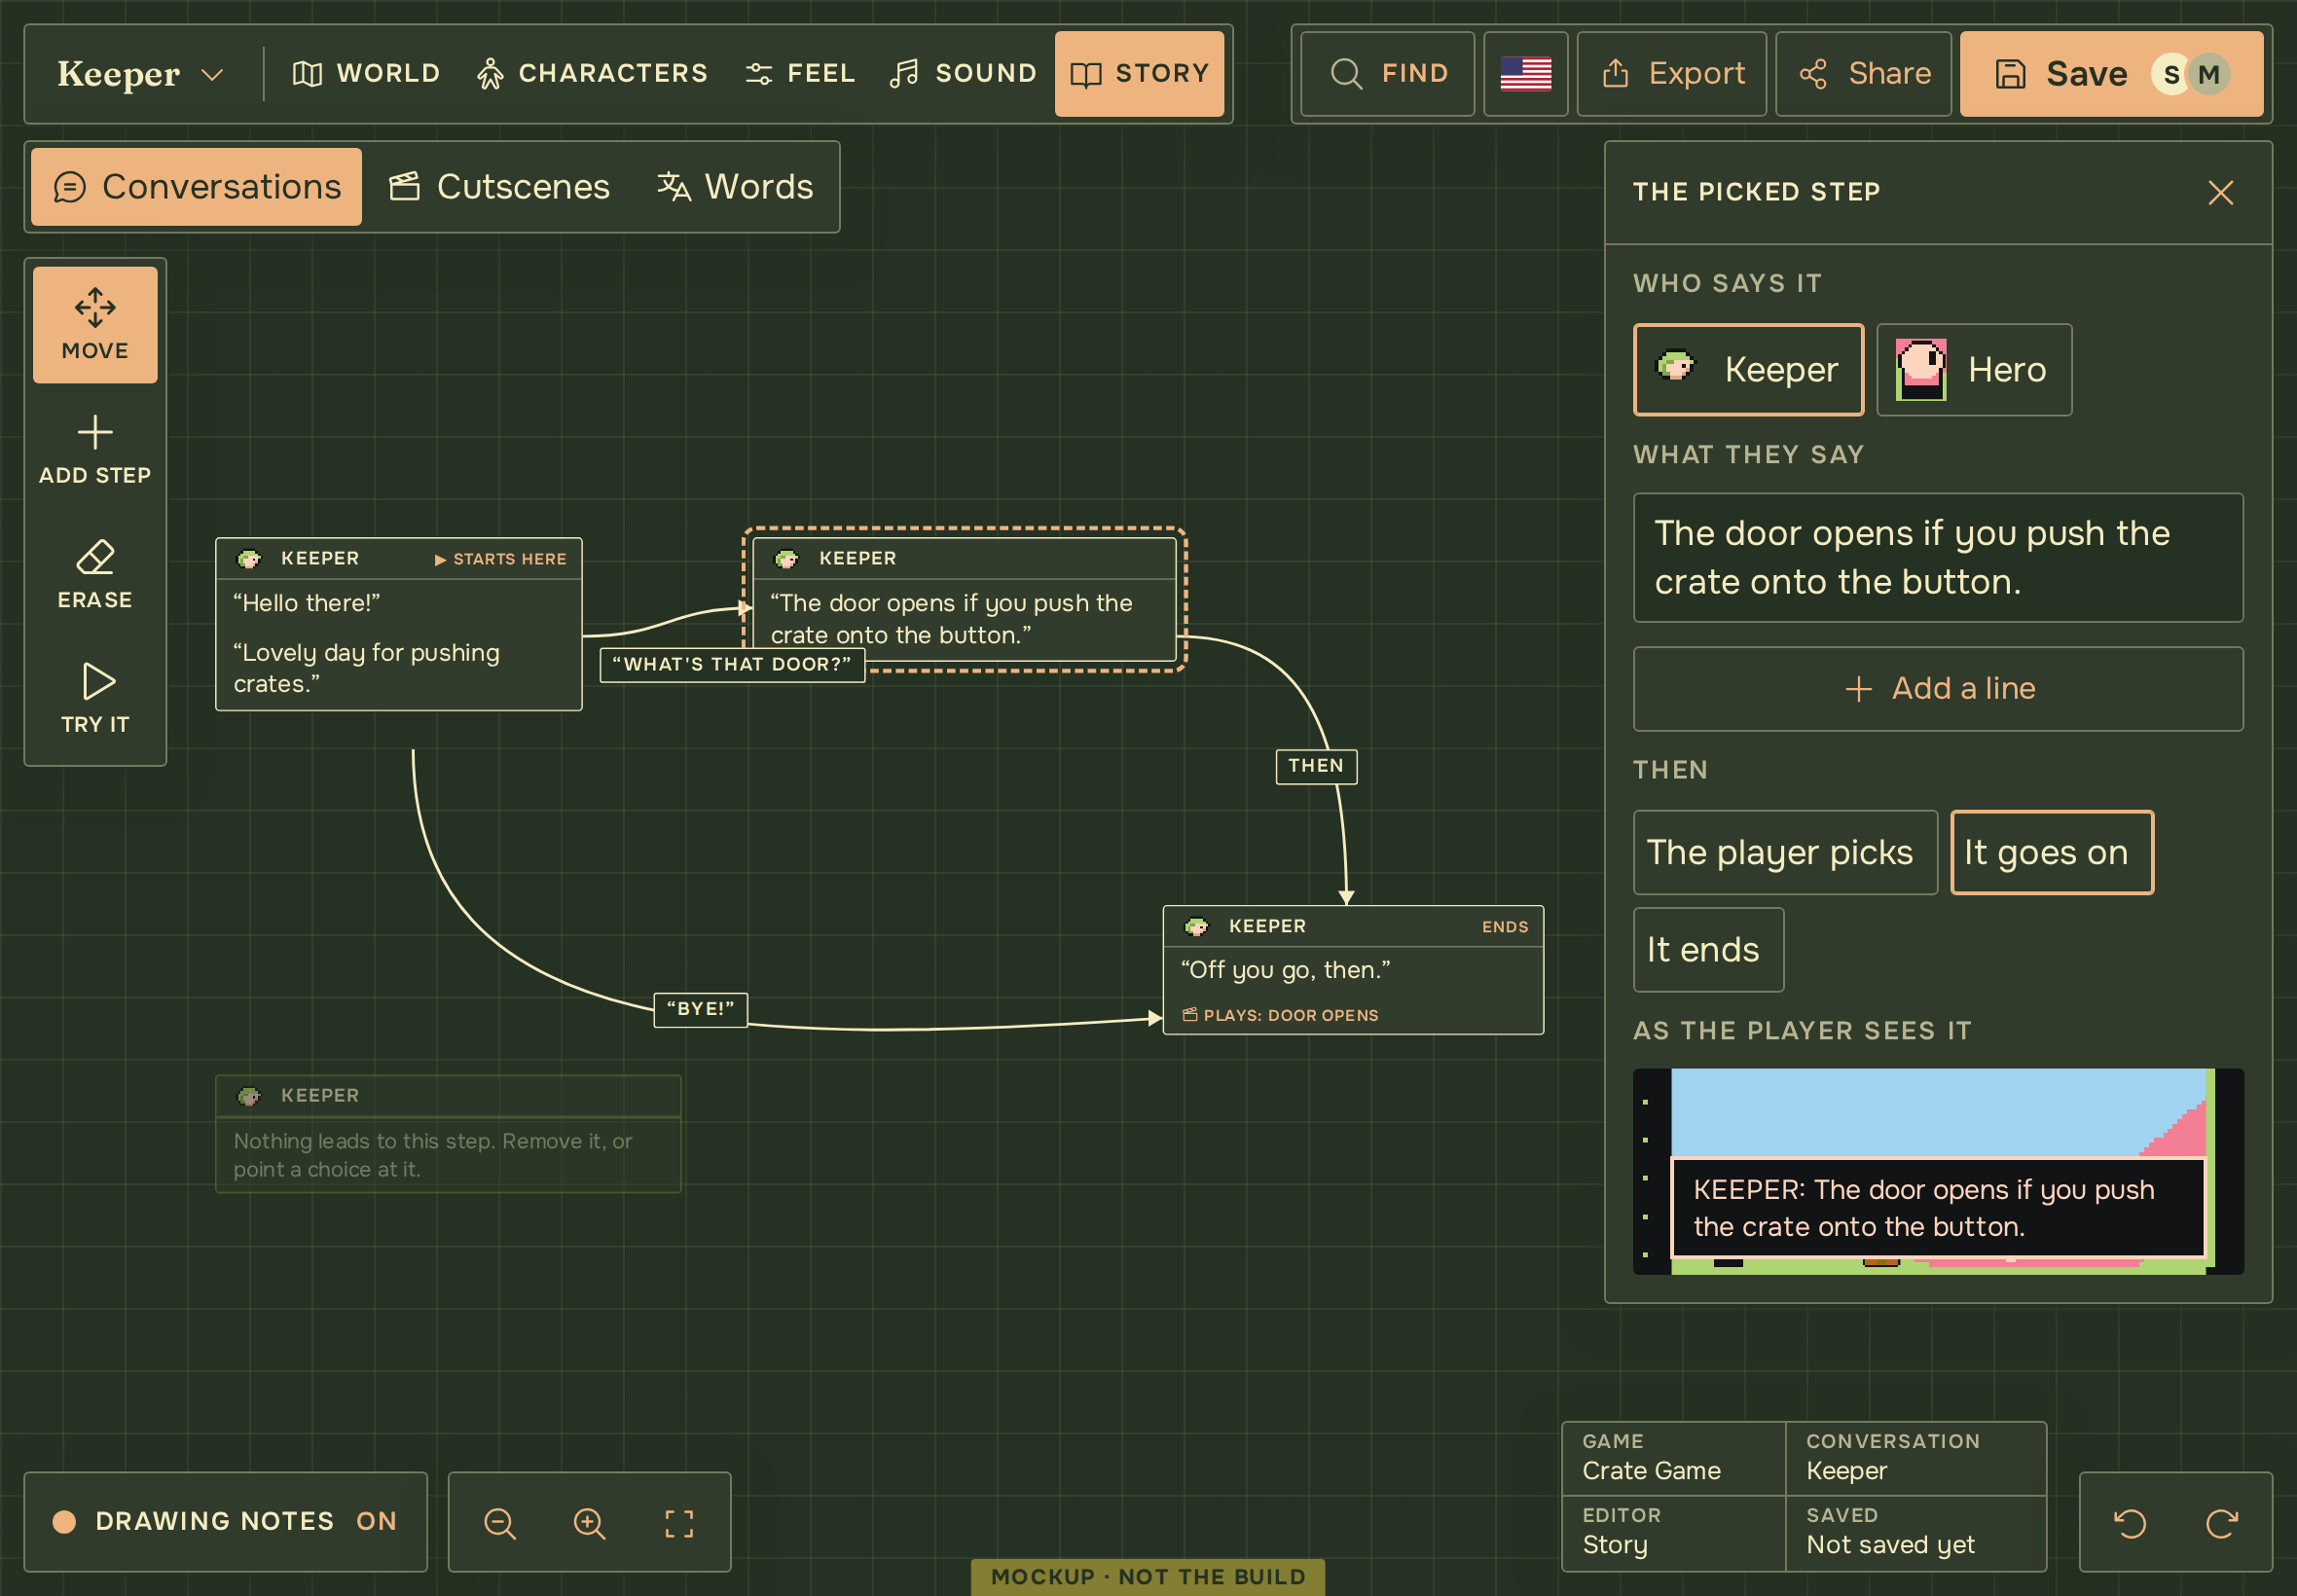 Keeper
WORLD
CHARACTERS
FEEL
SOUND
STORY
FIND
Export
Share
Save
S
M
Conversations
Cutscenes
Words
MOVE
ADD STEP
ERASE
TRY IT
KEEPER
▶ STARTS HERE
“Hello there!”
“Lovely day for pushing
crates.”
KEEPER
“The door opens if you push the
crate onto the button.”
“WHAT'S THAT DOOR?”
THEN
“BYE!”
KEEPER
ENDS
“Off you go, then.”
PLAYS: DOOR OPENS
KEEPER
Nothing leads to this step. Remove it, or
point a choice at it.
THE PICKED STEP
WHO SAYS IT
Keeper
Hero
WHAT THEY SAY
The door opens if you push the
crate onto the button.
Add a line
THEN
The player picks
It goes on
It ends
AS THE PLAYER SEES IT
KEEPER: The door opens if you push
the crate onto the button.
DRAWING NOTES ON
GAME
Crate Game
CONVERSATION
Keeper
EDITOR
Story
SAVED
Not saved yet
MOCKUP · NOT THE BUILD